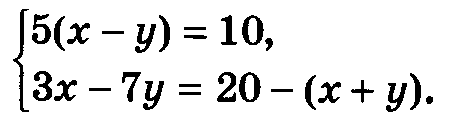 5(x − y) = 10,
3x − 7y = 20 − (x + y).